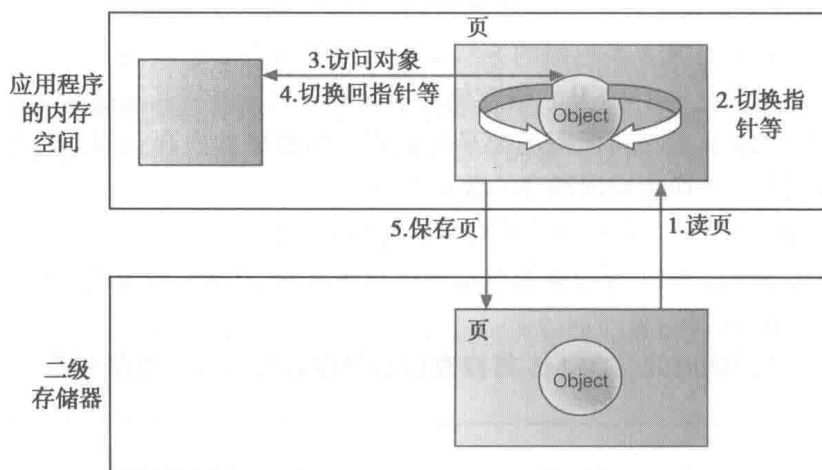 页
应用程序
的内存
空间
3.访问对象
4.切换回指针等
Object
2.切换指
针等
5.保存页
1.读页
二级
存储器
页
Object